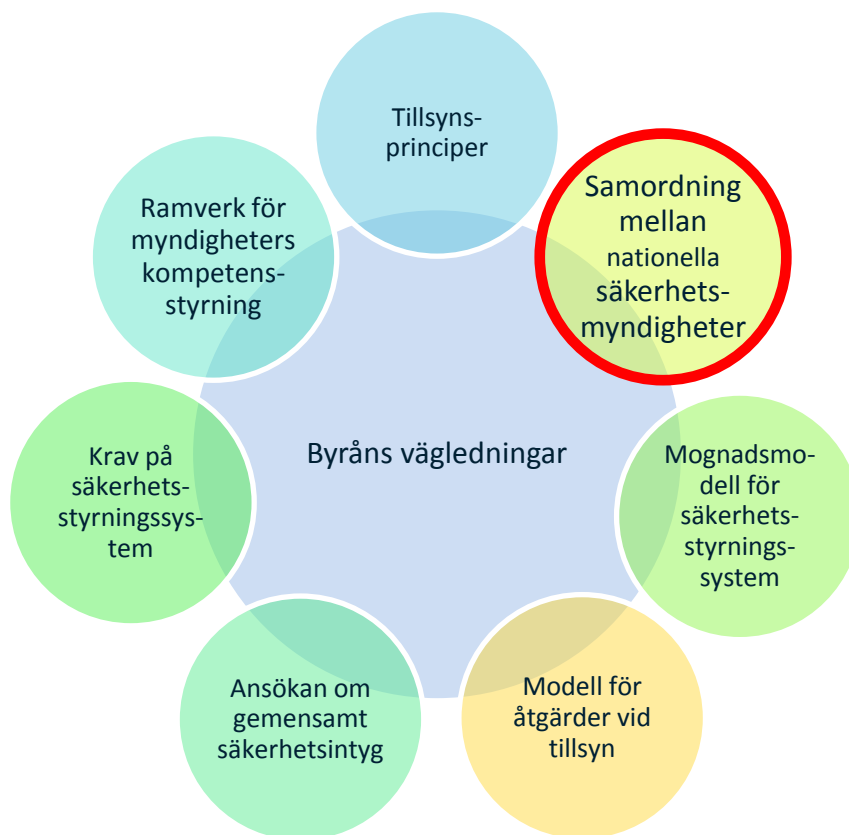 Tillsyns-
principer
Samordning
mellan
nationella
säkerhets-
myndigheter
Mognadsmo-
dell för
säkerhets-
styrnings-
system
Modell för
åtgärder vid
tillsyn
Ansökan om
gemensamt
säkerhetsintyg
Krav på
säkerhets-
styrningssys-
tem
Ramverk för
myndigheters
kompetens-
styrning
Byråns vägledningar